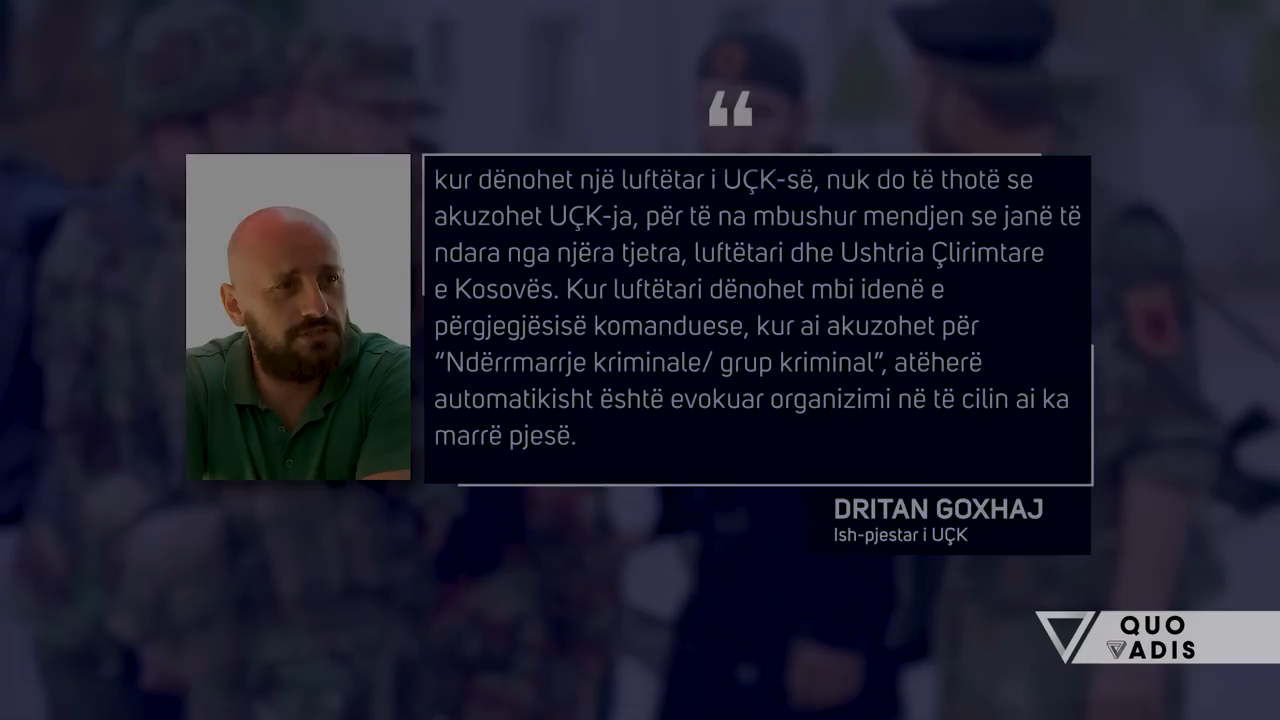 “
kur dënohet një luftëtar i UÇK-së, nuk do të thotë se
akuzohet UÇK-ja, për të na mbushur mendjen se janë të
ndara nga njëra tjetra, luftëtari dhe Ushtria Çlirimtare
e Kosovës. Kur luftëtari dënohet mbi idenë e
përgjegjësisë komanduese, kur ai akuzohet për
“Ndërrmarrje kriminale/ grup kriminal”, atëherë
automatikisht është evokuar organizimi në të cilin ai ka
marrë pjesë.
DRITAN GOXHAJ
Ish-pjestar i UÇK
QUO
VADIS